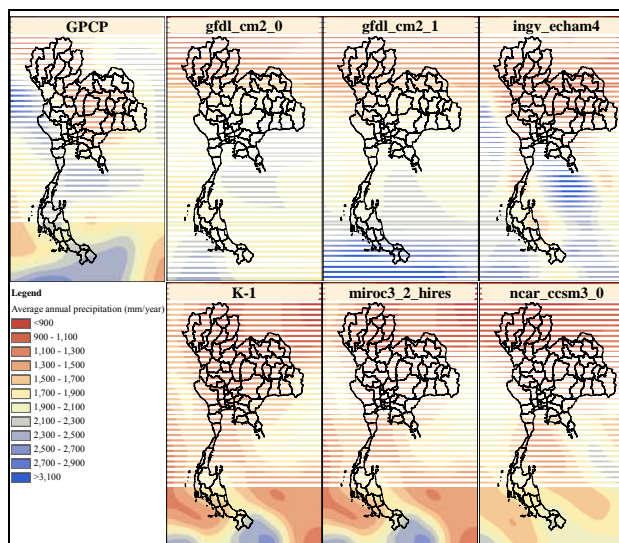 GPCP
gfdl_cm2_0
gfdl_cm2_1
ingv_echam4
Legend
Average annual precipitation (mm/year)
<900
900 - 1,100
1,100 - 1,300
1,300 - 1,500
1,500 - 1,700
1,700 - 1,900
1,900 - 2,100
2,100 - 2,300
2,300 - 2,500
2,500 - 2,700
2,700 - 2,900
>3,100
K-1
miroc3_2_hires
ncar_ccsm3_0